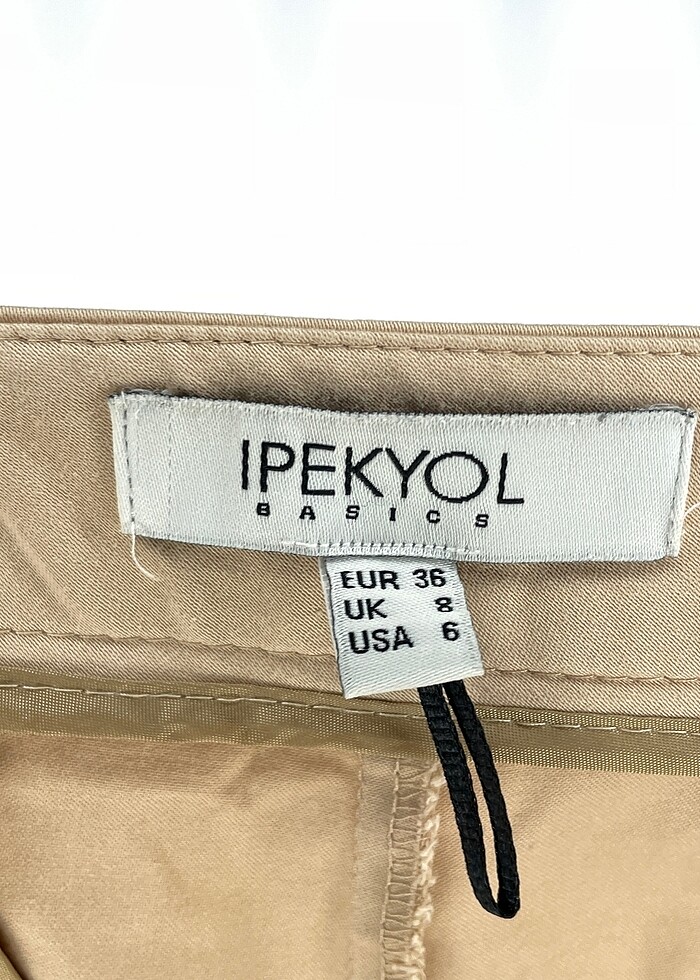 IPEKYOL
BASICS
EUR 36
UK 8
USA 6